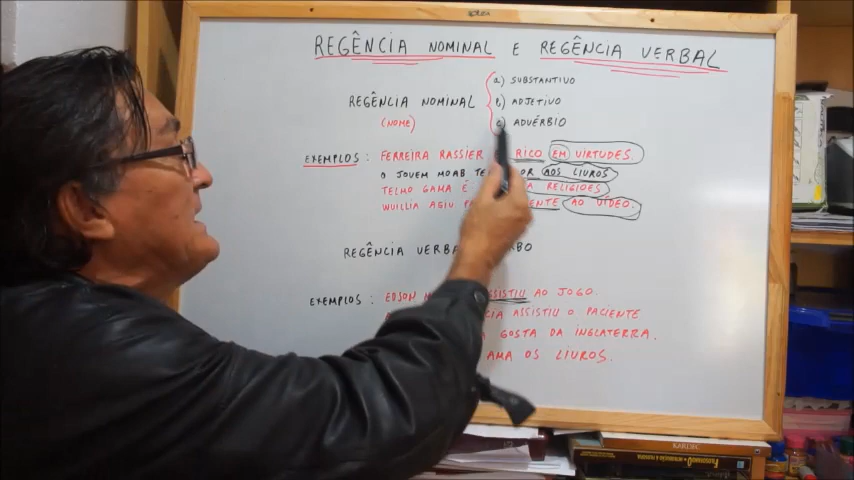 REGÊNCIA NOMINAL E REGÊNCIA VERBAL
REGÊNCIA NOMINAL
a) SUBSTANTIVO
b) ADJETIVO
c) ADVÉRBIO
(NOME)
EXEMPLOS: FERREIRA RASSIER RICO EM VIRTUDES.
O JOVEM MOAB AOS LIVROS
TELMO GAMA É A RELIGIÕES
WUILLIA AGIU AO VÍDEO.
REGÊNCIA
EXEMPLOS: EDSON ASSISTIU AO JOGO.
ASSISTIU O PACIENTE
GOSTA DA INGLATERRA.
AMA OS LIVROS.